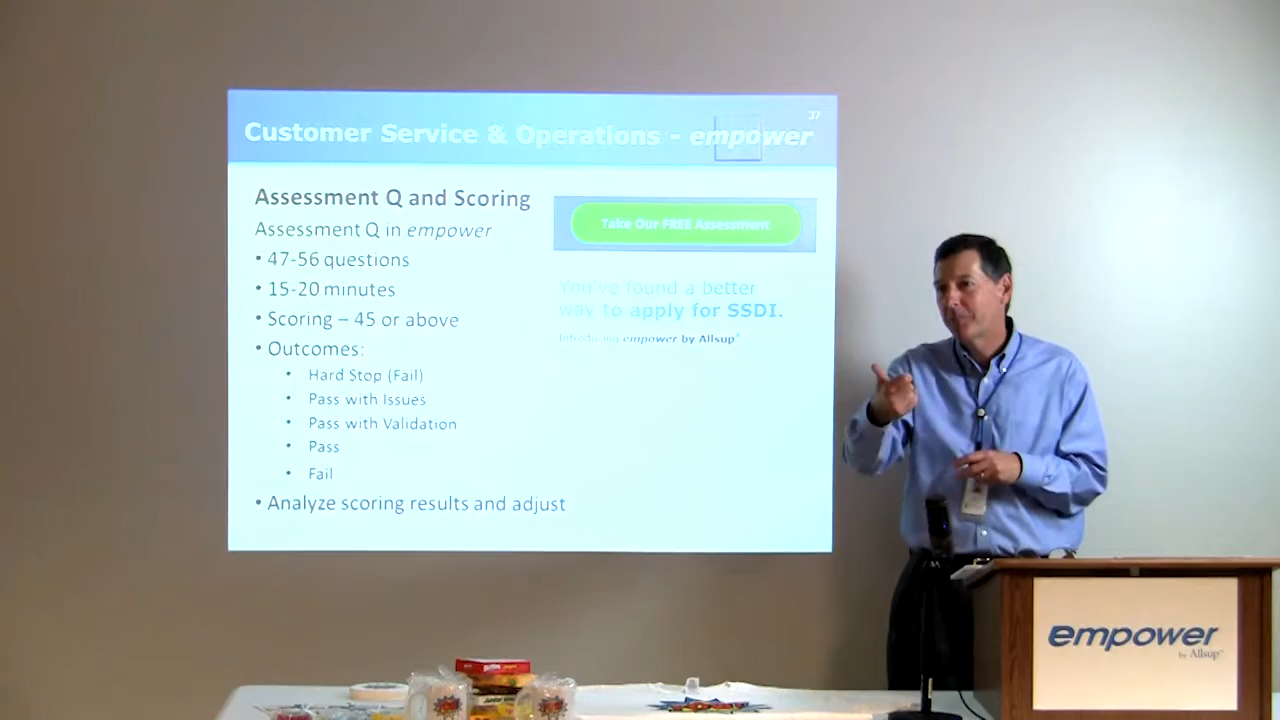 37
Customer Service & Operations - empower
Assessment Q and Scoring
Assessment Q in empower
• 47-56 questions
• 15-20 minutes
• Scoring – 45 or above
• Outcomes:
• Hard Stop (Fail)
• Pass with Issues
• Pass with Validation
• Pass
• Fail
• Analyze scoring results and adjust
Take Our FREE Assessment
You've found a better
way to apply for SSDI.
Introducing empower by Allsup®
empower
by Allsup®